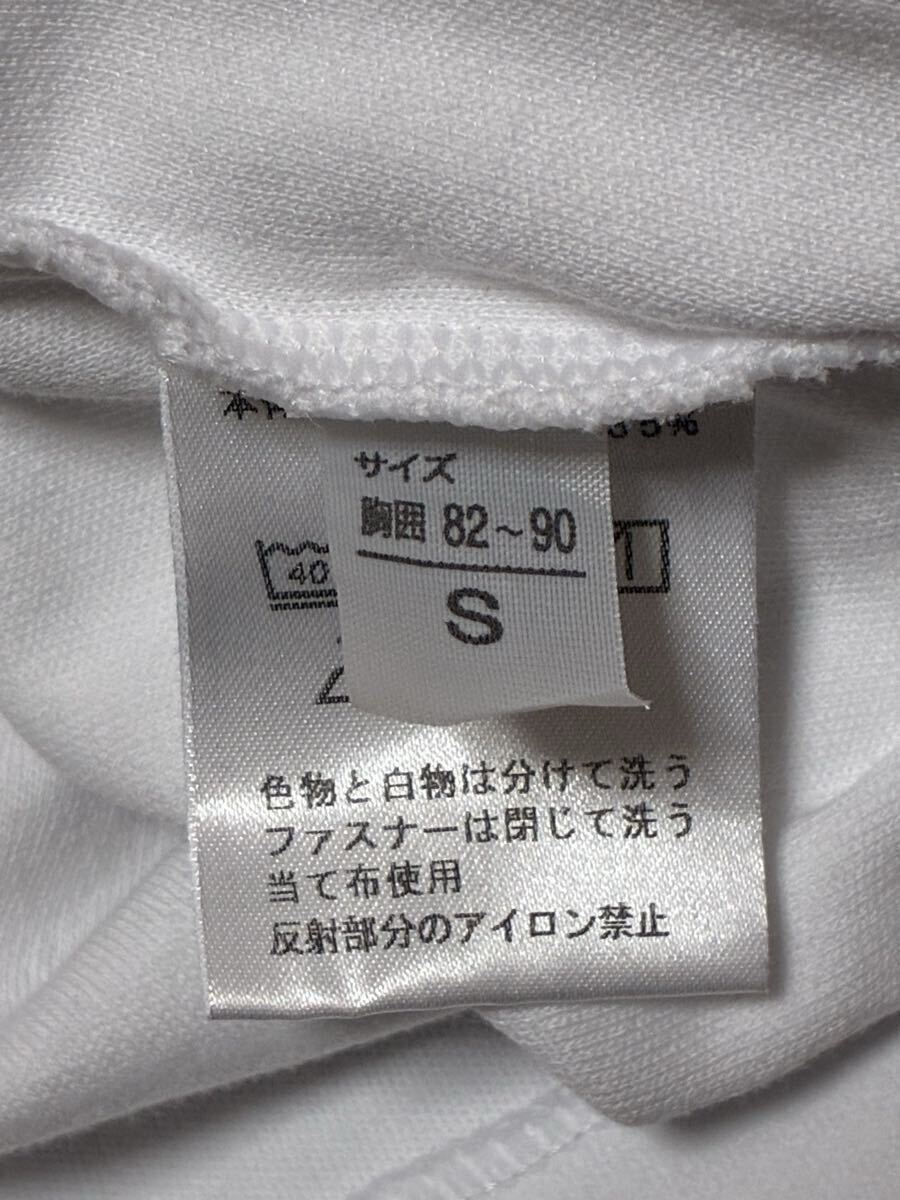 35%
サイズ
胸囲 82~90
S
40
色物と白物は分けて洗う
ファスナーは閉じて洗う
当て布使用
反射部分のアイロン禁止